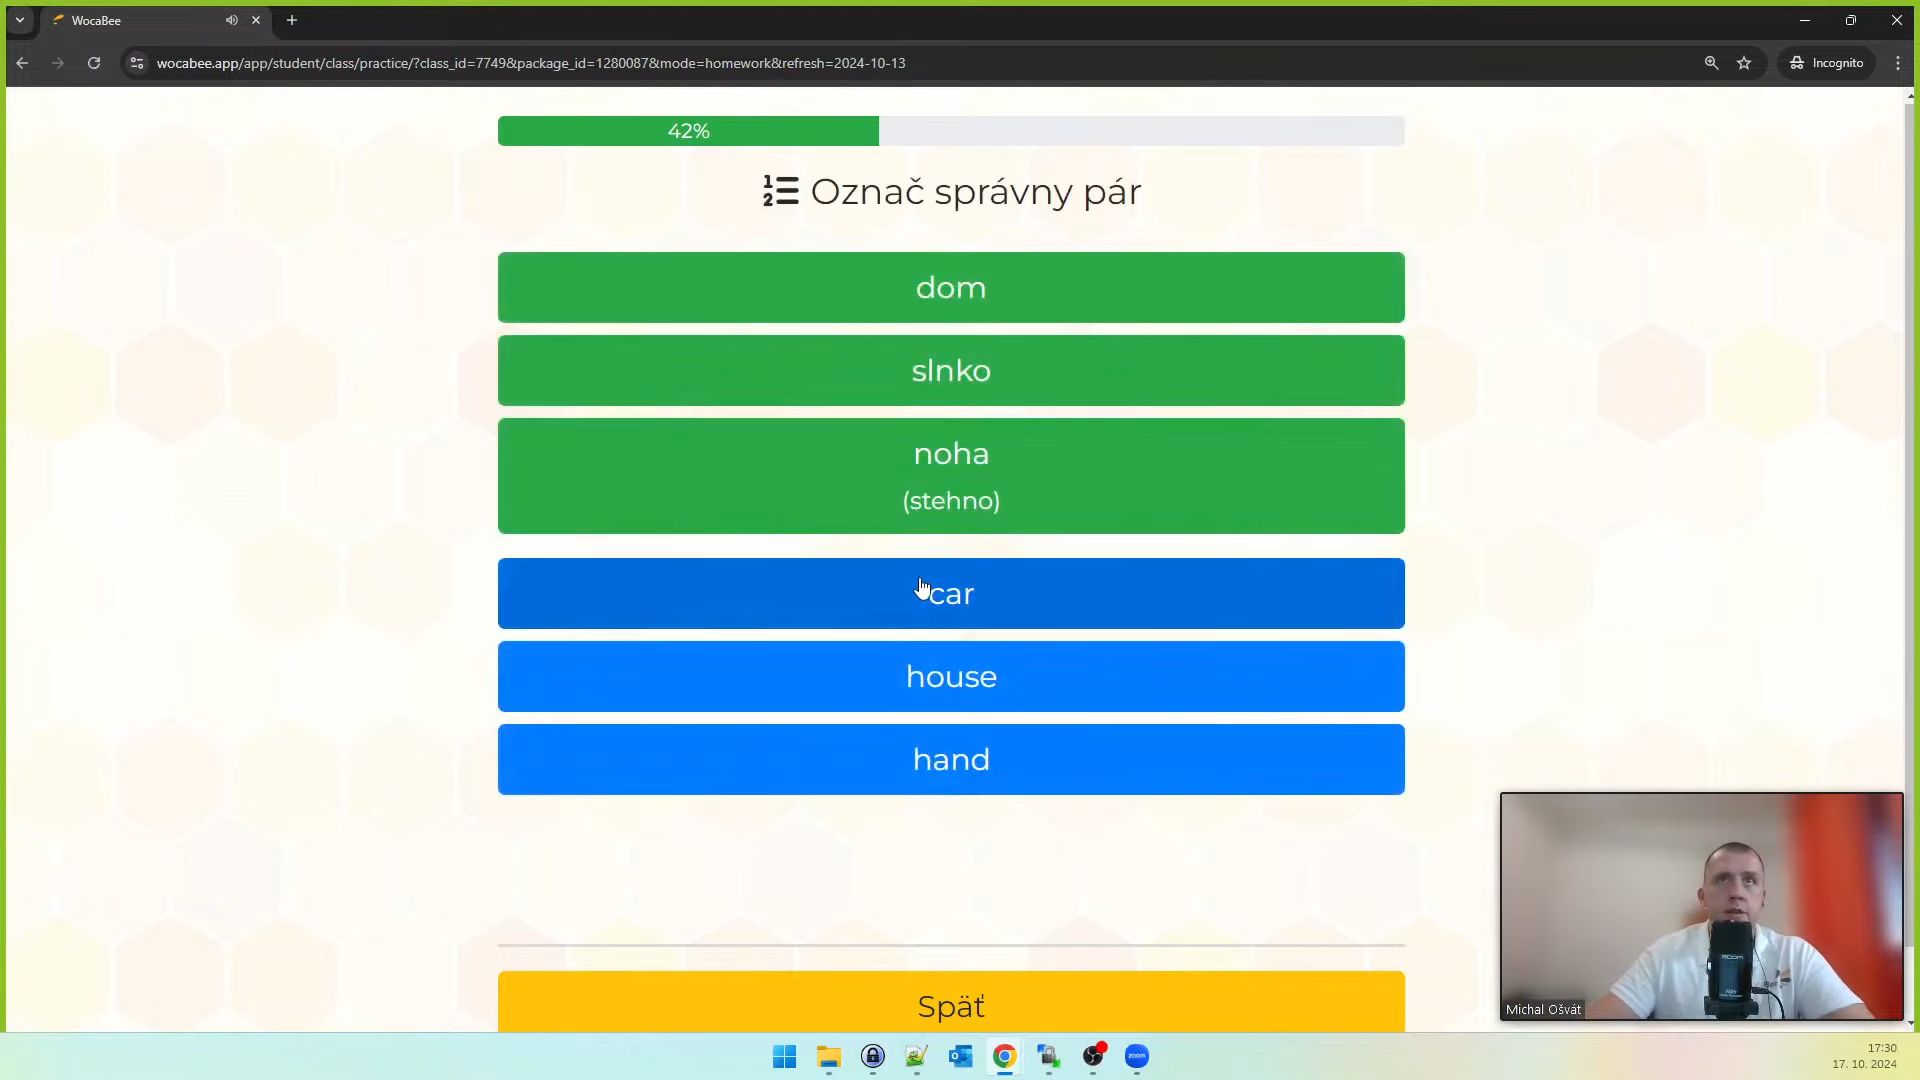 WocaBee
wocabee.app/app/student/class/practice/?class_id=7749&package_id=1280087&mode=homework&refresh=2024-10-13
Incognito
42%
Označ správny pár
dom
slnko
noha
(stehno)
car
house
hand
Späť
Michal Ošvát
zoom
17:30
17. 10. 2024